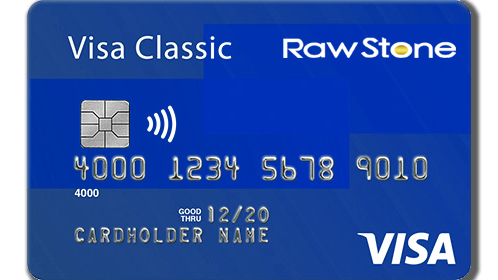 Visa Classic RawStone
4000 1234 5678 9010
4000
GOOD THRU 12/20
CARDHOLDER NAME
VISA